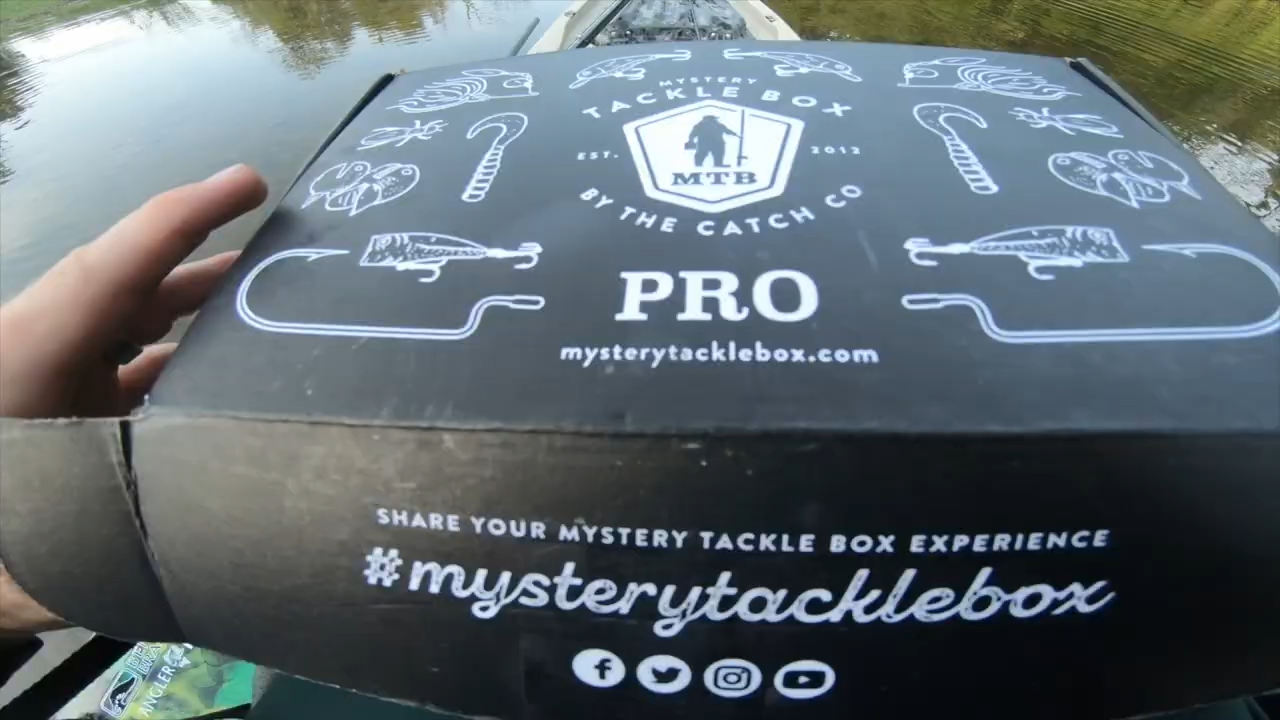 MYSTERY
TACKLE BOX
EST. 2012
MTB
BY THE CATCH CO
PRO
mysterytacklebox.com
SHARE YOUR MYSTERY TACKLE BOX EXPERIENCE
#mysterytacklebox
ANGLER